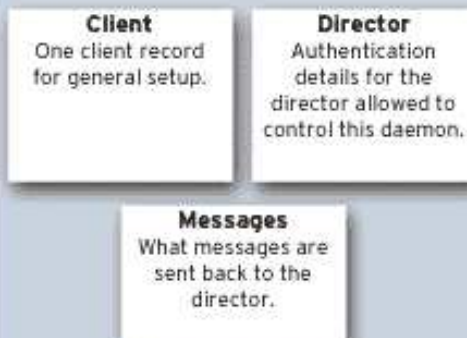 Client
One client record
for general setup.
Director
Authentication
details for the
director allowed to
control this daemon.
Messages
What messages are
sent back to the
director.